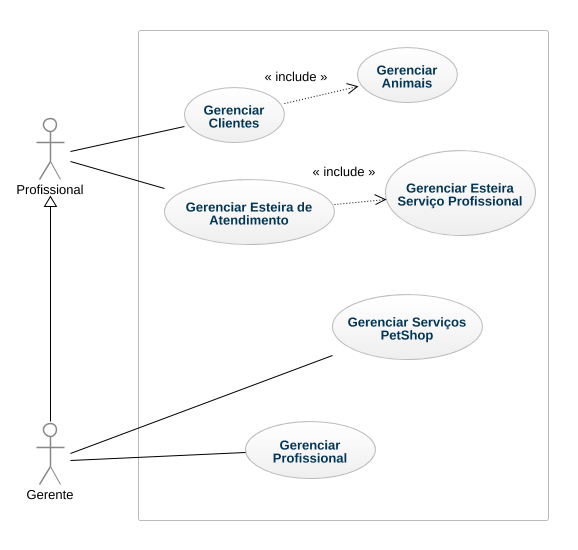 « include »
Gerenciar
Animais
Gerenciar
Clientes
Profissional
« include »
Gerenciar Esteira de
Atendimento
Gerenciar Esteira
Serviço Profissional
Gerenciar Serviços
PetShop
Gerenciar
Profissional
Gerente